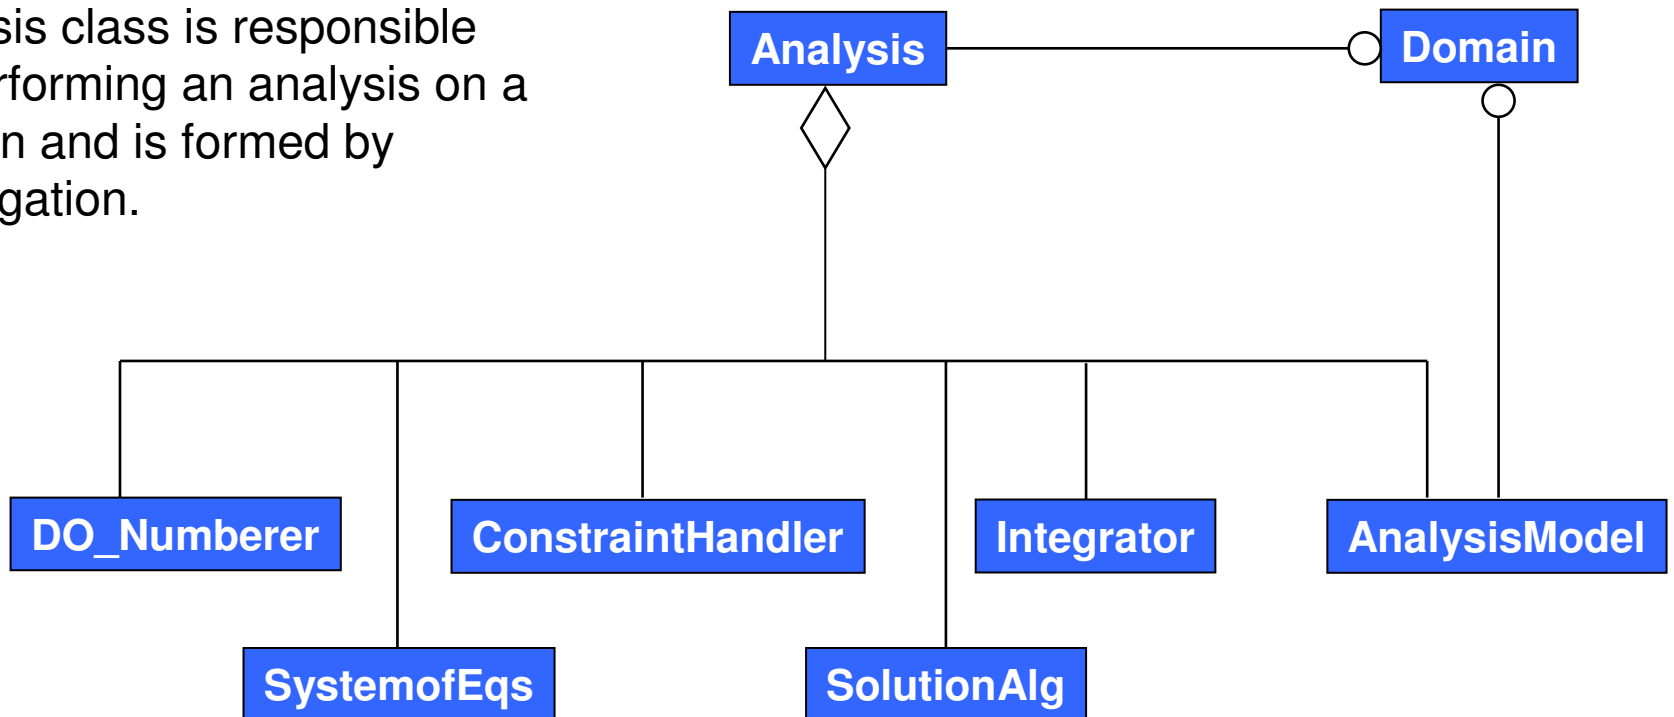 sis class is responsible
rforming an analysis on a
n and is formed by
gation.
Analysis
Domain
DO_Numberer
ConstraintHandler
Integrator
AnalysisModel
SystemofEqs
SolutionAlg